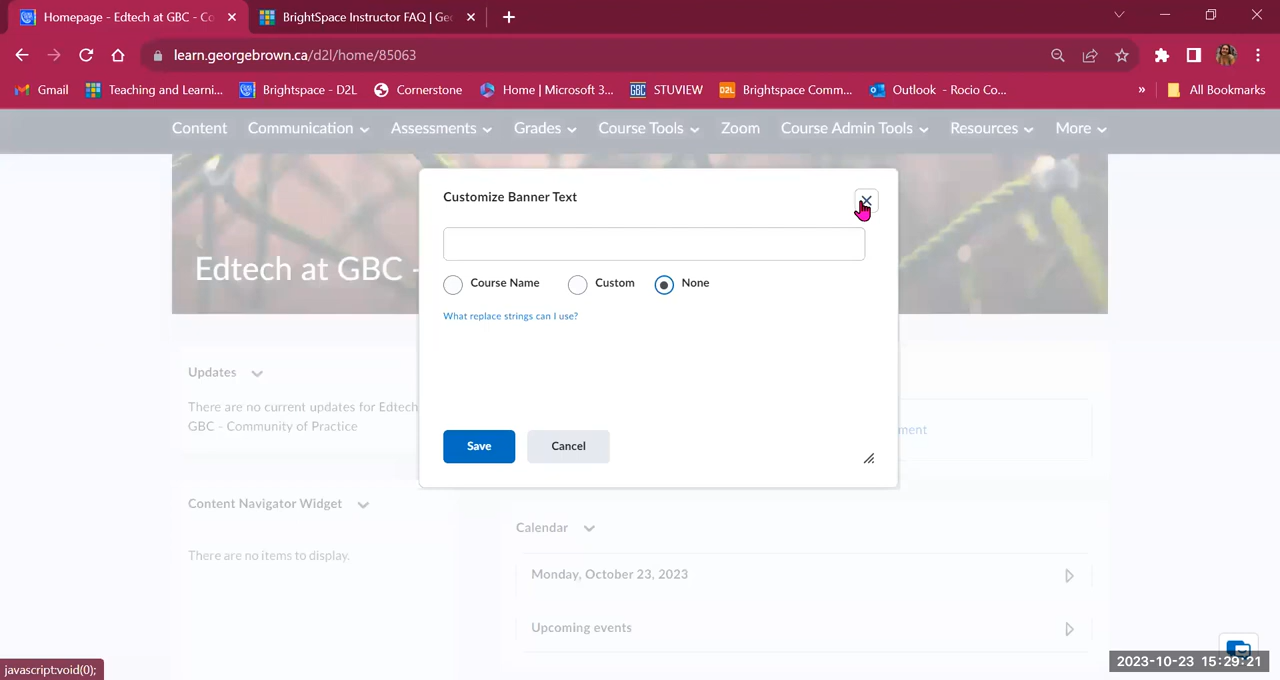 Homepage - Edtech at GBC - Co
BrightSpace Instructor FAQ | Geo
learn.georgebrown.ca/d2l/home/85063
Gmail
Teaching and Learni...
Brightspace - D2L
Cornerstone
Home | Microsoft 3...
GBC STUVIEW
D2L Brightspace Comm...
Outlook - Rocio Co...
»
All Bookmarks
Content
Communication
Assessments
Grades
Course Tools
Zoom
Course Admin Tools
Resources
More
Customize Banner Text
Edtech at GBC -
Course Name
Custom
None
What replace strings can I use?
Updates
There are no current updates for Edtech
GBC - Community of Practice
Save
Cancel
Content Navigator Widget
There are no items to display.
Calendar
Monday, October 23, 2023
Upcoming events
javascript:void(0);
2023-10-23 15:29:21